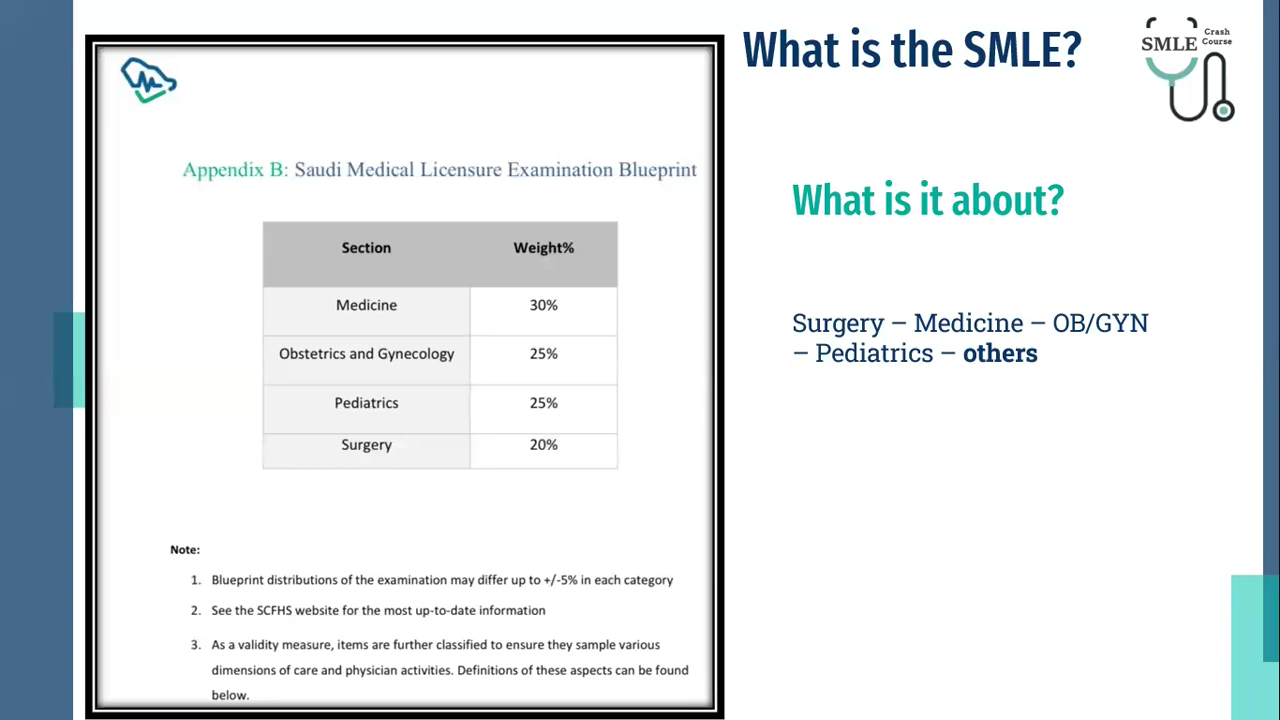 What is the SMLE?
SMLE Crash
Course
Appendix B: Saudi Medical Licensure Examination Blueprint
Section Weight%
Medicine 30%
Obstetrics and Gynecology 25%
Pediatrics 25%
Surgery 20%
Note:
1. Blueprint distributions of the examination may differ up to +/-5% in each category
2. See the SCFHS website for the most up-to-date information
3. As a validity measure, items are further classified to ensure they sample various
dimensions of care and physician activities. Definitions of these aspects can be found
below.
What is it about?
Surgery – Medicine – OB/GYN
– Pediatrics – others